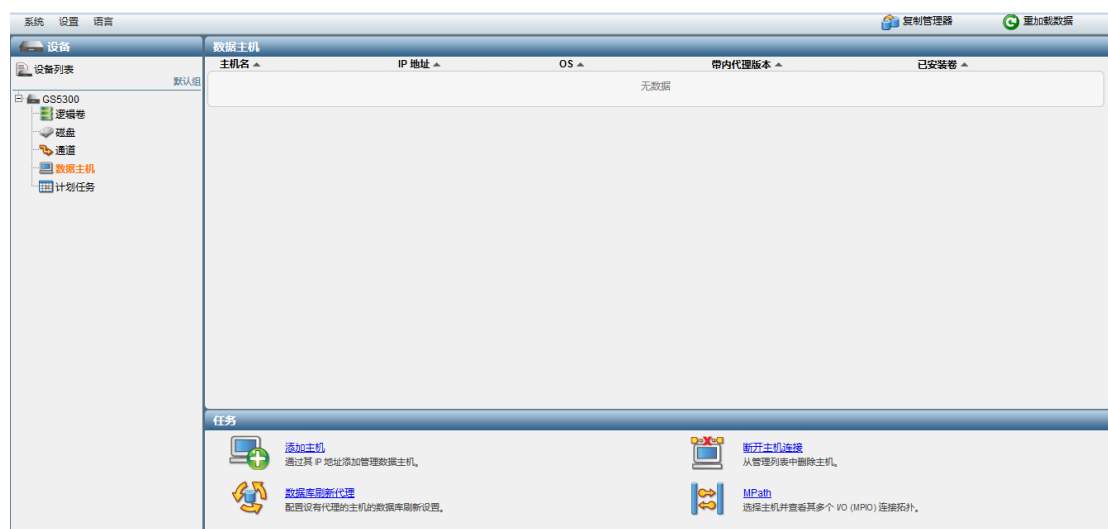 系统 设置 语言
复制管理器 重加载数据
设备
设备列表
默认组
GS5300
逻辑卷
磁盘
通道
数据主机
计划任务
数据主机
主机名 IP 地址 OS 带内代理版本 已安装卷
无数据
任务
添加主机
通过其 IP 地址添加管理数据主机。
断开主机连接
从管理列表中删除主机。
数据库刷新代理
配置设有代理的主机的数据库刷新设置。
MPath
选择主机并查看其多个 I/O (MPIO) 连接拓扑。